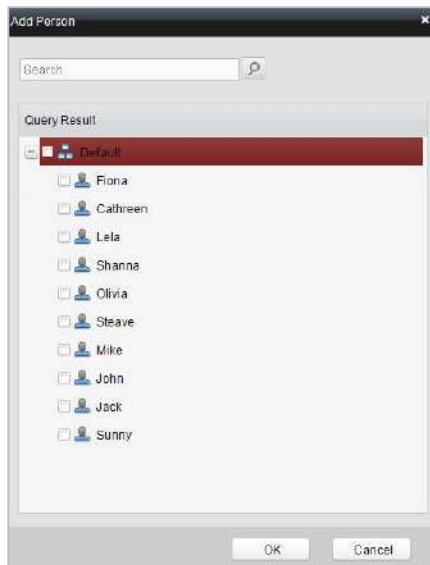 Add Person
Search
Query Result
Default
Fiona
Cathreen
Lela
Shanna
Olivia
Steave
Mike
John
Jack
Sunny
OK Cancel